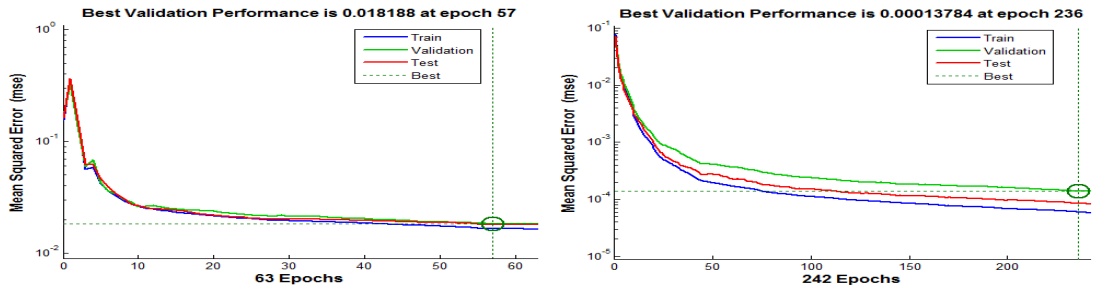 Best Validation Performance is 0.018188 at epoch 57
Mean Squared Error (mse)
10^0
10^-1
10^-2
Train
Validation
Test
Best
0 10 20 30 40 50 60
63 Epochs
Best Validation Performance is 0.00013784 at epoch 236
Mean Squared Error (mse)
10^-1
10^-2
10^-3
10^-4
10^-5
Train
Validation
Test
Best
0 50 100 150 200
242 Epochs